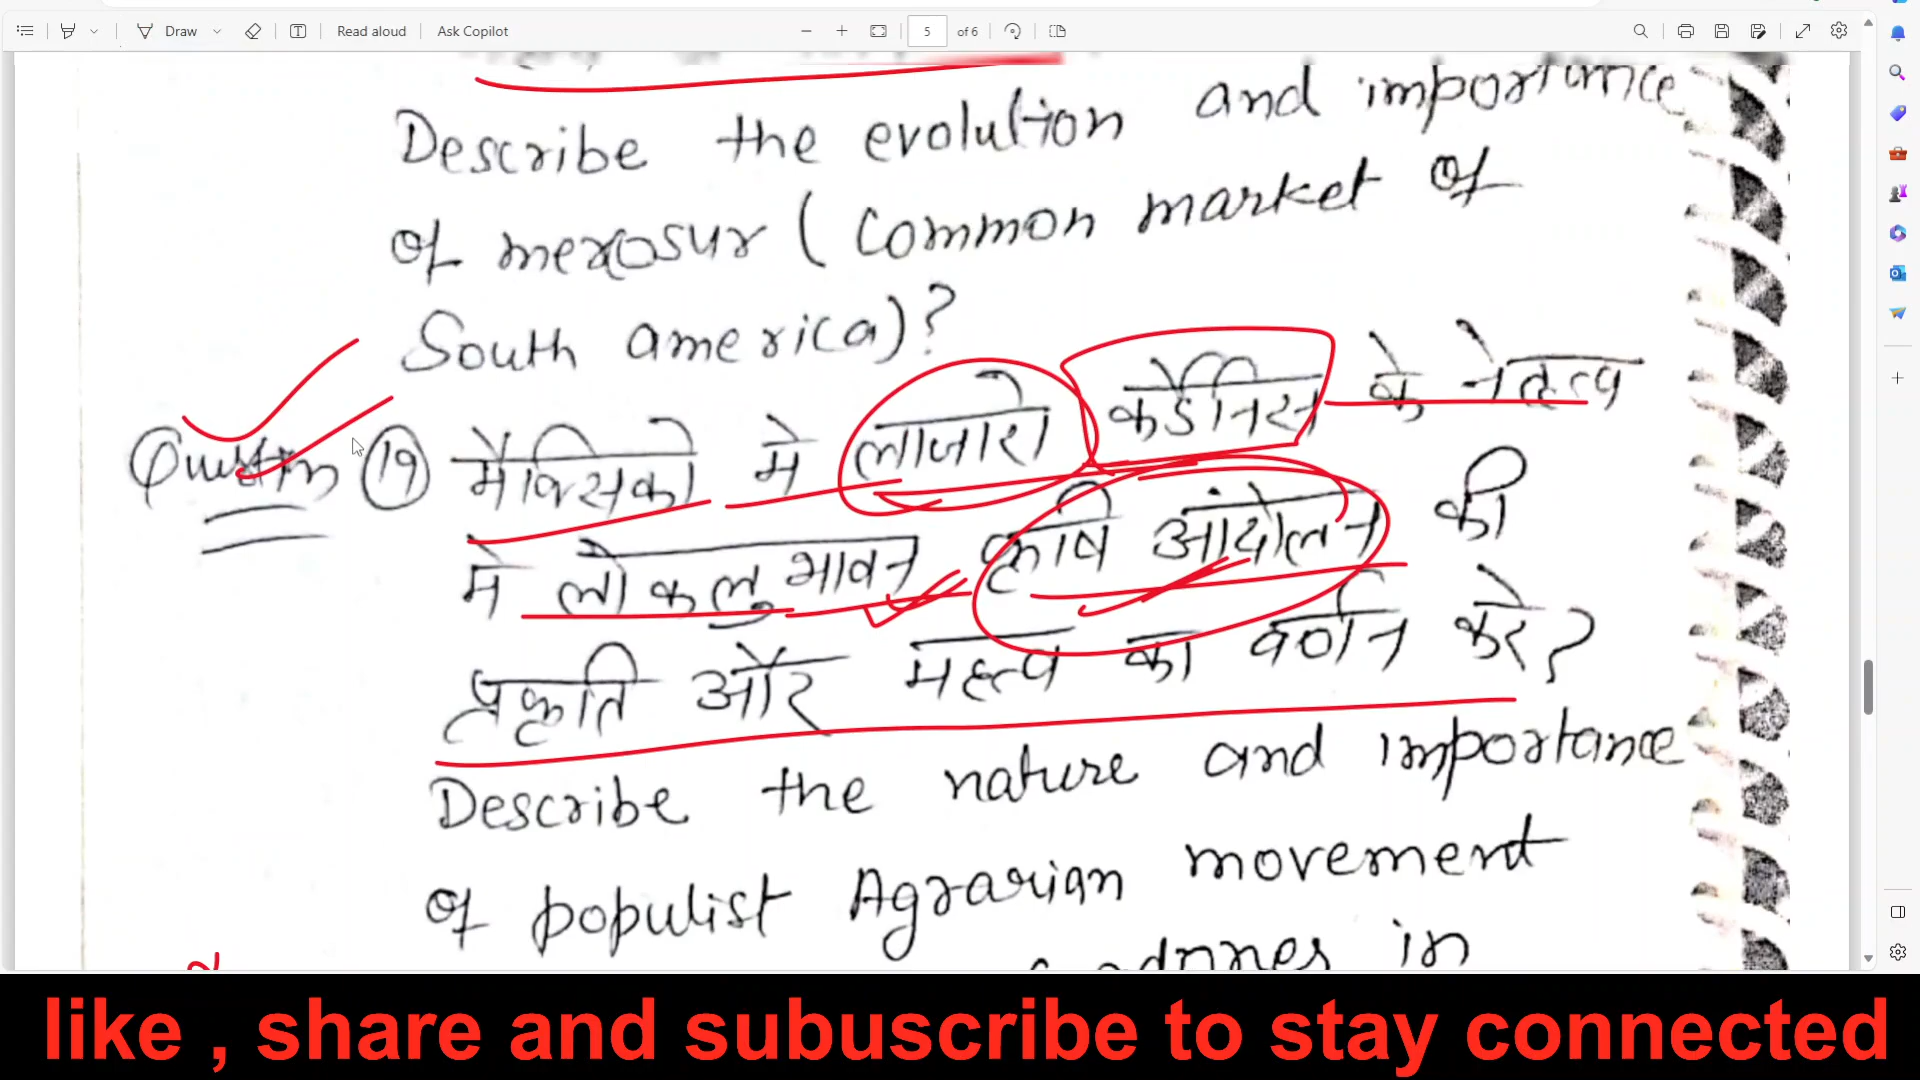 Draw
Read aloud
Ask Copilot
5
of 6
Describe the evolution and importance
of mercosur ( Common market of
South america)?
Question 19 मैक्सिको मे लाजारो कडेनिस के नेतृत्व
मे लोकलुभावन कृषि आंदोलन की
प्रकृति और महत्व का वर्णन करे?
Describe the nature and importance
of populist Agrarian movement
in
like , share and subuscribe to stay connected